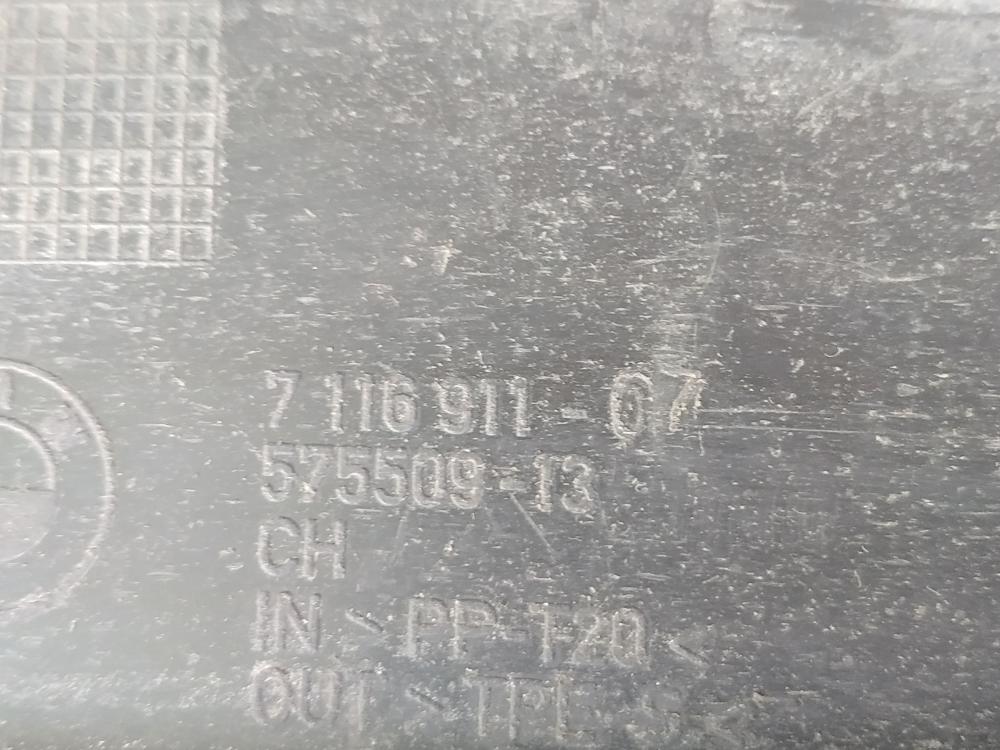 7 116 911 - 07
575509-13
CH
IN >PP-T20<
OUT >TPE